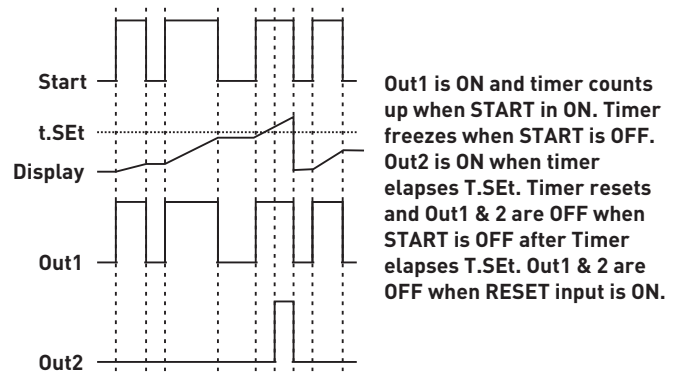 Start
t.SEt
Display
Out1
Out2
Out1 is ON and timer counts
up when START in ON. Timer
freezes when START is OFF.
Out2 is ON when timer
elapses T.SEt. Timer resets
and Out1 & 2 are OFF when
START is OFF after Timer
elapses T.SEt. Out1 & 2 are
OFF when RESET input is ON.